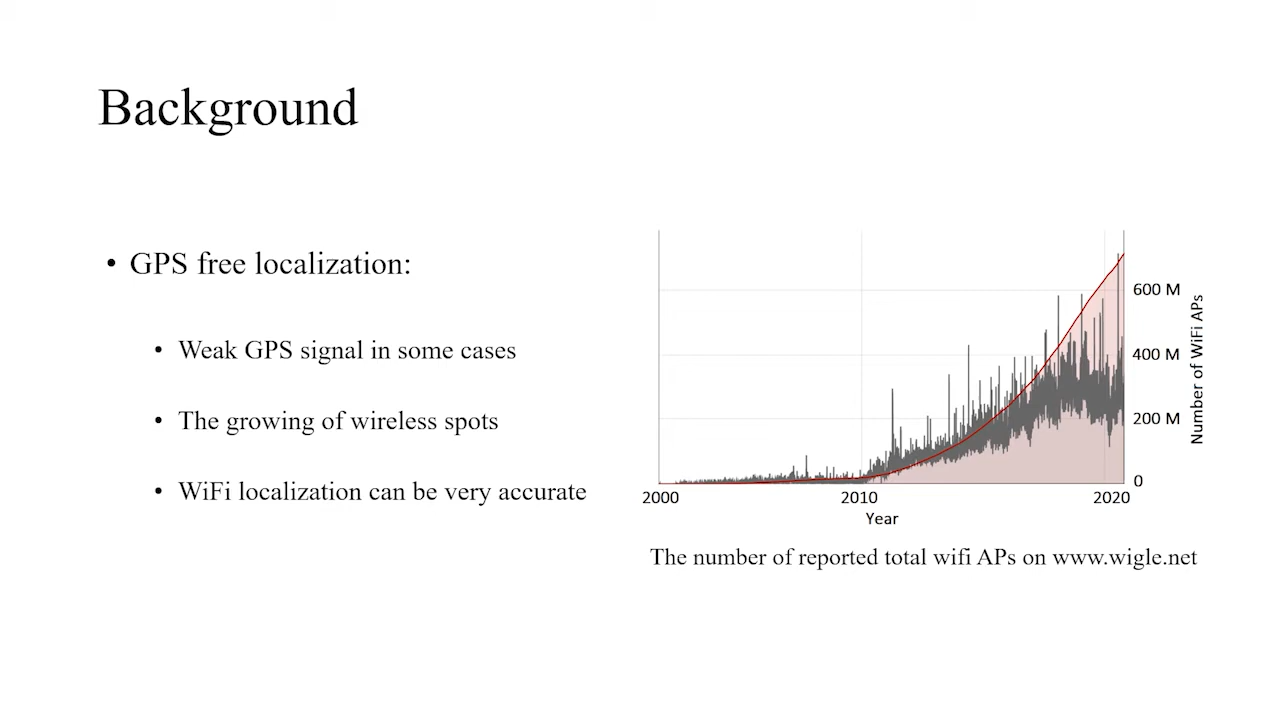 Background
• GPS free localization:
• Weak GPS signal in some cases
• The growing of wireless spots
• WiFi localization can be very accurate
600 M
400 M
200 M
0
Number of WiFi APs
2000
2010
2020
Year
The number of reported total wifi APs on www.wigle.net